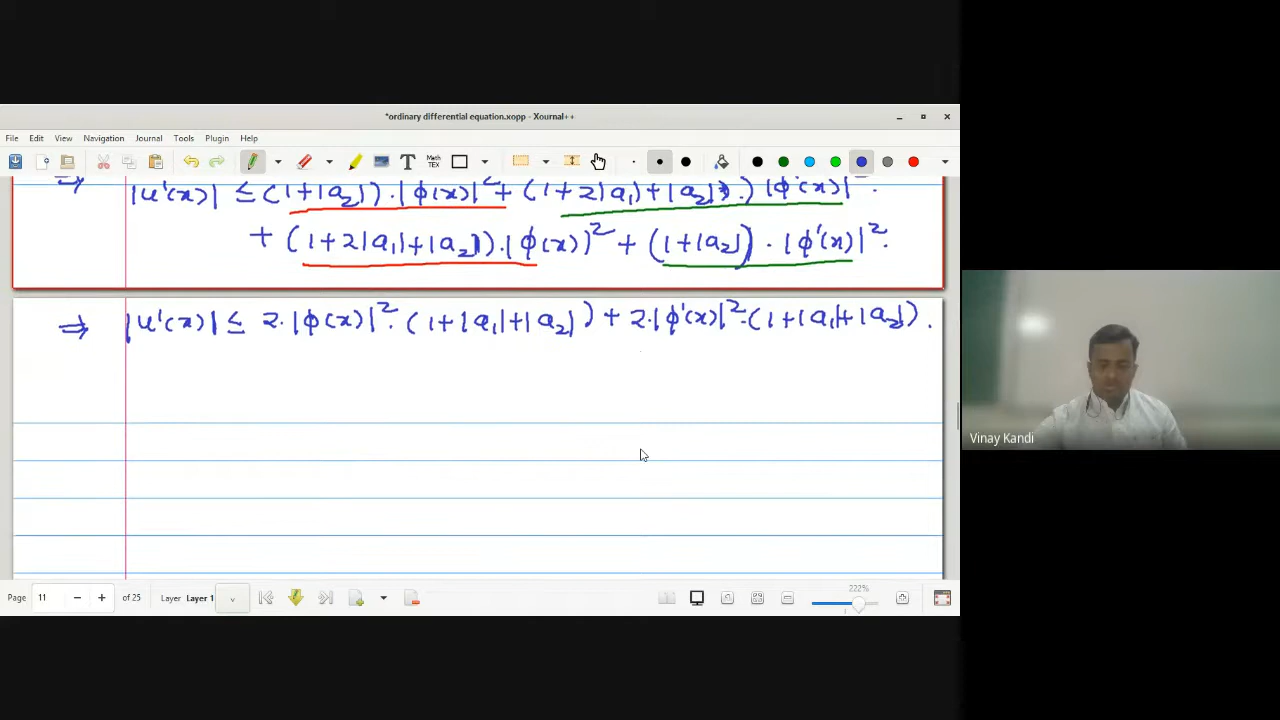 *ordinary differential equation.xopp - Xournal++
File Edit View Navigation Journal Tools Plugin Help
⇒ |u'(x)| ≤ (1+|a₂|)·|ϕ(x)|² + (1+2|a₁|+|a₂|)·|ϕ'(x)|².
+ (1+2|a₁|+|a₂|)·|ϕ(x)|² + (1+|a₂|)·|ϕ'(x)|².
⇒ |u'(x)| ≤ 2·|ϕ(x)|²·(1+|a₁|+|a₂|) + 2·|ϕ'(x)|²·(1+|a₁|+|a₂|).
Vinay Kandi
Page 11 of 25 Layer Layer 1 222%